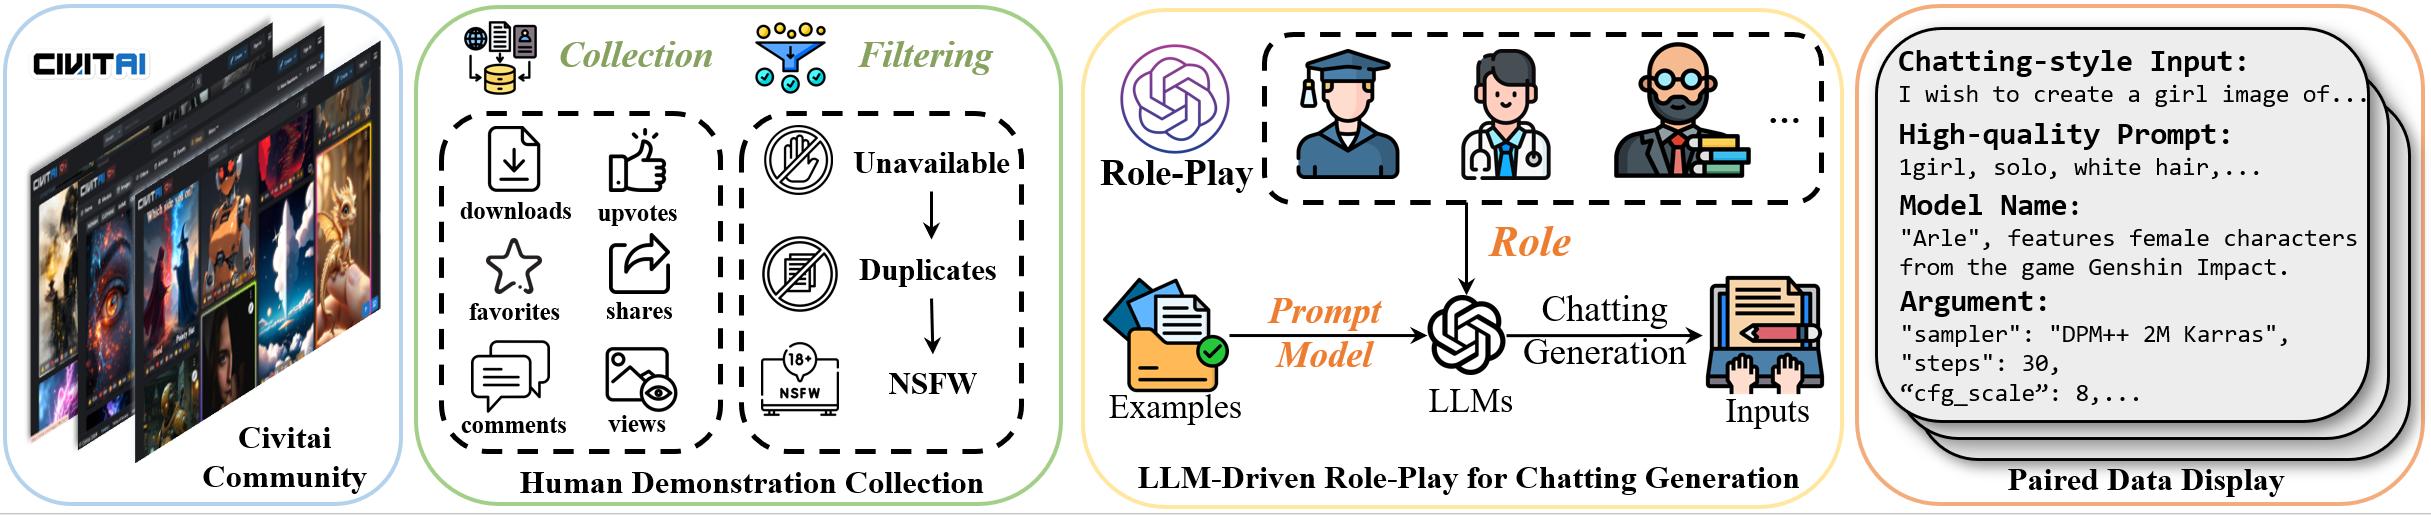 CIVITAI
Civitai
Community
Collection
Filtering
downloads
upvotes
favorites
shares
comments
views
Unavailable
Duplicates
18+
NSFW
NSFW
Human Demonstration Collection
Role-Play
...
Role
Examples
Prompt
Model
LLMs
Chatting
Generation
Inputs
LLM-Driven Role-Play for Chatting Generation
Chatting-style Input:
I wish to create a girl image of...
High-quality Prompt:
1girl, solo, white hair,...
Model Name:
"Arle", features female characters
from the game Genshin Impact.
Argument:
"sampler": "DPM++ 2M Karras",
"steps": 30,
“cfg_scale”: 8,...
Paired Data Display